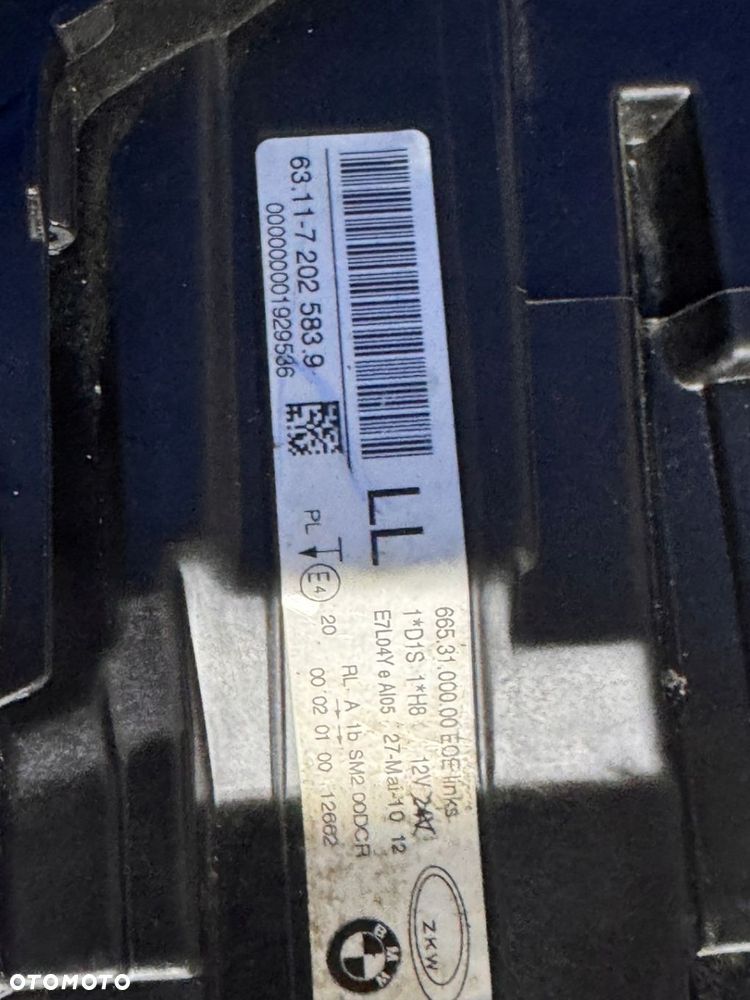 63.11-7 202 583.9
000000001929536
LL
PL E4 20
665.31.000.00 EOE links
1*D1S 1*H8 12V 24V
E7L04Y e AI05 27-Mai-10 12
RL A 1b SM2 00DCR
00 02 01 00 12662
ZKW
BMW
OTOMOTO